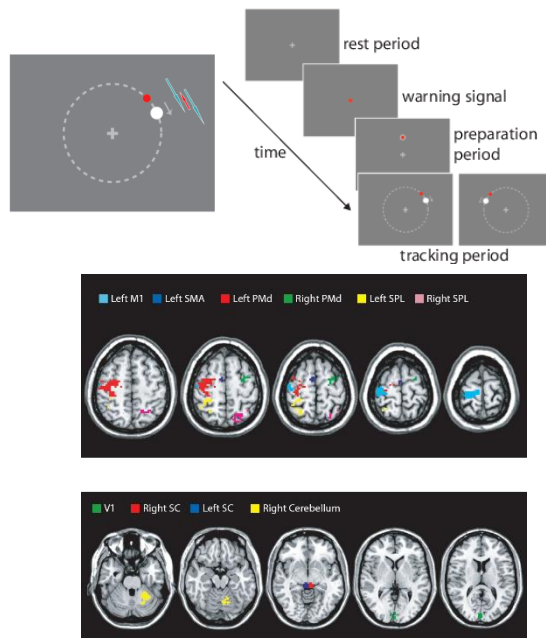 rest period
warning signal
preparation
period
time
tracking period
Left M1 Left SMA Left PMd Right PMd Left SPL Right SPL
V1 Right SC Left SC Right Cerebellum